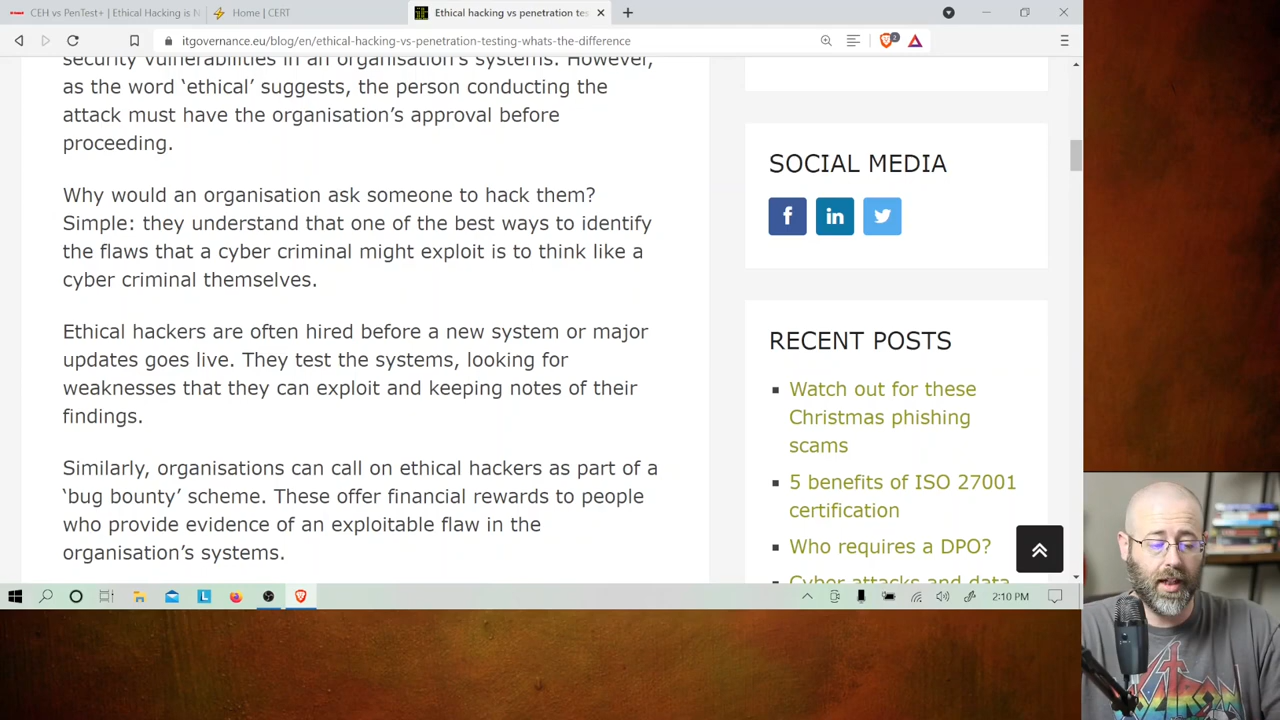 CEH vs PenTest+ | Ethical Hacking is N
Home | CERT
Ethical hacking vs penetration tes
itgovernance.eu/blog/en/ethical-hacking-vs-penetration-testing-whats-the-difference
2
security vulnerabilities in an organisation's systems. However,
as the word ‘ethical’ suggests, the person conducting the
attack must have the organisation’s approval before
proceeding.
Why would an organisation ask someone to hack them?
Simple: they understand that one of the best ways to identify
the flaws that a cyber criminal might exploit is to think like a
cyber criminal themselves.
Ethical hackers are often hired before a new system or major
updates goes live. They test the systems, looking for
weaknesses that they can exploit and keeping notes of their
findings.
Similarly, organisations can call on ethical hackers as part of a
‘bug bounty’ scheme. These offer financial rewards to people
who provide evidence of an exploitable flaw in the
organisation’s systems.
SOCIAL MEDIA
f
in
RECENT POSTS
Watch out for these
Christmas phishing
scams
5 benefits of ISO 27001
certification
Who requires a DPO?
Cyber attacks and data
L
2:10 PM